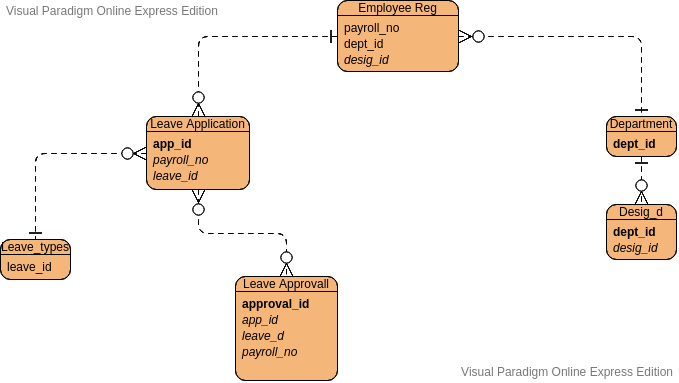 Visual Paradigm Online Express Edition
Employee Reg
payroll_no
dept_id
desig_id
Leave Application
app_id
payroll_no
leave_id
Department
dept_id
Desig_d
dept_id
desig_id
Leave_types
leave_id
Leave Approvall
approval_id
app_id
leave_d
payroll_no
Visual Paradigm Online Express Edition